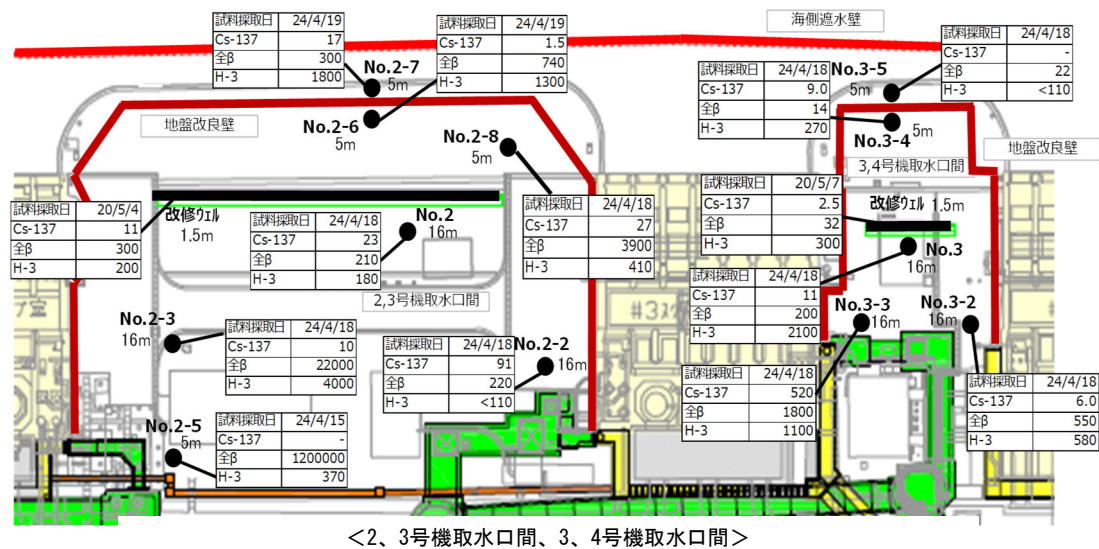 試料採取日 24/4/19
Cs-137 17
全β 300
H-3 1800
No.2-7
5m
試料採取日 24/4/19
Cs-137 1.5
全β 740
H-3 1300
No.2-6
5m
海側遮水壁
試料採取日 24/4/18
Cs-137 -
全β 22
H-3 <110
No.3-5
5m
試料採取日 24/4/18
Cs-137 9.0
全β 14
H-3 270
5m
No.3-4
地盤改良壁
地盤改良壁
No.2-8
5m
3,4号機取水口間
試料採取日 20/5/4
Cs-137 11
全β 300
H-3 200
改修ウェル
1.5m
試料採取日 24/4/18
Cs-137 23
全β 210
H-3 180
No.2
16m
試料採取日 24/4/18
Cs-137 27
全β 3900
H-3 410
試料採取日 20/5/7
Cs-137 2.5
全β 32
H-3 300
改修ウェル 1.5m
No.3
16m
試料採取日 24/4/18
Cs-137 11
全β 200
H-3 2100
2,3号機取水口間
No.2-3
16m
試料採取日 24/4/18
Cs-137 10
全β 22000
H-3 4000
試料採取日 24/4/18
Cs-137 91
全β 220
H-3 <110
No.2-2
16m
No.3-3
16m
No.3-2
16m
試料採取日 24/4/18
Cs-137 520
全β 1800
H-3 1100
試料採取日 24/4/18
Cs-137 6.0
全β 550
H-3 580
No.2-5
5m
試料採取日 24/4/15
Cs-137 -
全β 1200000
H-3 370
<2、3号機取水口間、3、4号機取水口間>